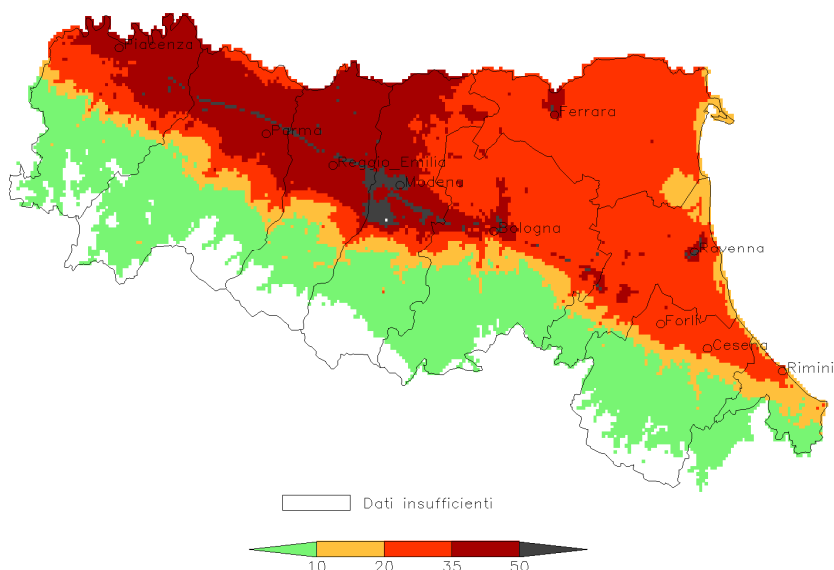 Piacenza
Parma
Reggio Emilia
Modena
Ferrara
Bologna
Ravenna
Forlì
Cesena
Rimini
Dati insufficienti
10 20 35 50